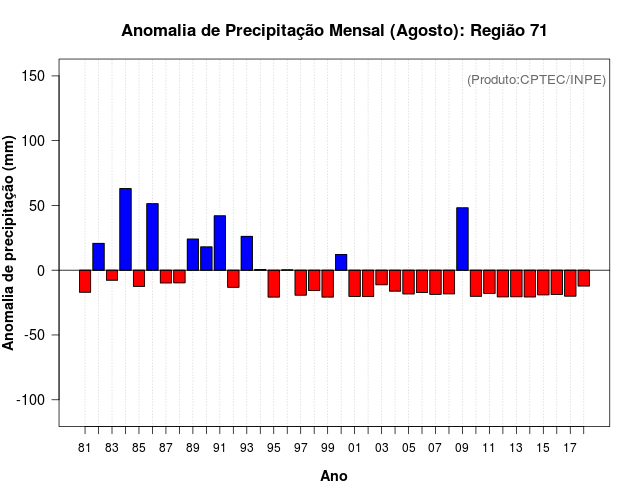 Anomalia de Precipitação Mensal (Agosto): Região 71
(Produto:CPTEC/INPE)
Anomalia de precipitação (mm)
150
100
50
0
-50
-100
81 83 85 87 89 91 93 95 97 99 01 03 05 07 09 11 13 15 17
Ano